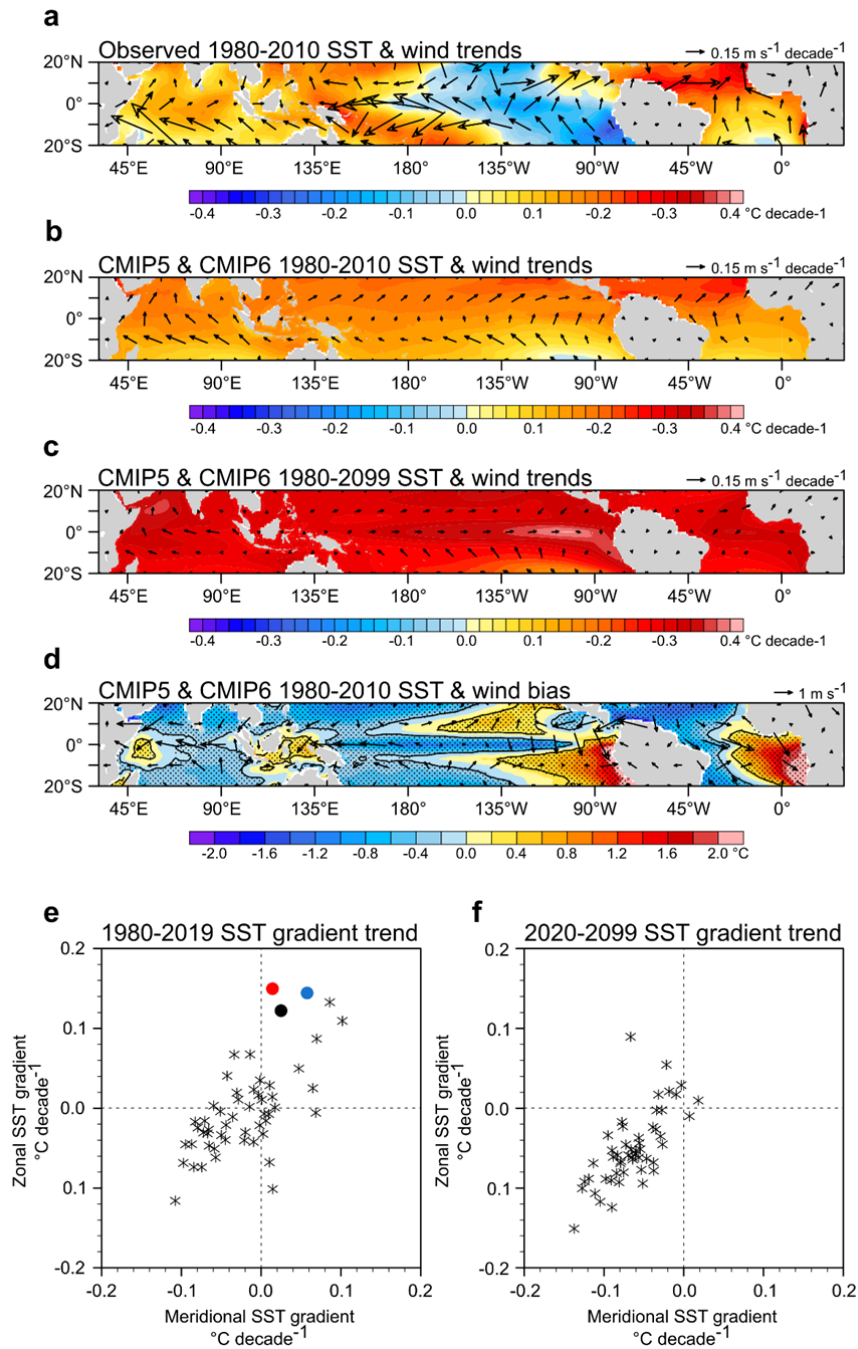 a
Observed 1980-2010 SST & wind trends
0.15 m s⁻¹ decade⁻¹
20°N
0°
20°S
45°E 90°E 135°E 180° 135°W 90°W 45°W 0°
-0.4 -0.3 -0.2 -0.1 0.0 0.1 -0.2 -0.3 0.4 °C decade-1
b
CMIP5 & CMIP6 1980-2010 SST & wind trends
0.15 m s⁻¹ decade⁻¹
20°N
0°
20°S
45°E 90°E 135°E 180° 135°W 90°W 45°W 0°
-0.4 -0.3 -0.2 -0.1 0.0 0.1 -0.2 -0.3 0.4 °C decade-1
c
CMIP5 & CMIP6 1980-2099 SST & wind trends
0.15 m s⁻¹ decade⁻¹
20°N
0°
20°S
45°E 90°E 135°E 180° 135°W 90°W 45°W 0°
-0.4 -0.3 -0.2 -0.1 0.0 0.1 -0.2 -0.3 0.4 °C decade-1
d
CMIP5 & CMIP6 1980-2010 SST & wind bias
1 m s⁻¹
20°N
0°
20°S
45°E 90°E 135°E 180° 135°W 90°W 45°W 0°
-2.0 -1.6 -1.2 -0.8 -0.4 0.0 0.4 0.8 1.2 1.6 2.0 °C
e
1980-2019 SST gradient trend
0.2
0.1
0.0
0.1
-0.2
Zonal SST gradient
°C decade⁻¹
-0.2 -0.1 0.0 0.1 0.2
Meridional SST gradient
°C decade⁻¹
f
2020-2099 SST gradient trend
0.2
0.1
0.0
0.1
-0.2
Zonal SST gradient
°C decade⁻¹
-0.2 -0.1 0.0 0.1 0.2
Meridional SST gradient
°C decade⁻¹